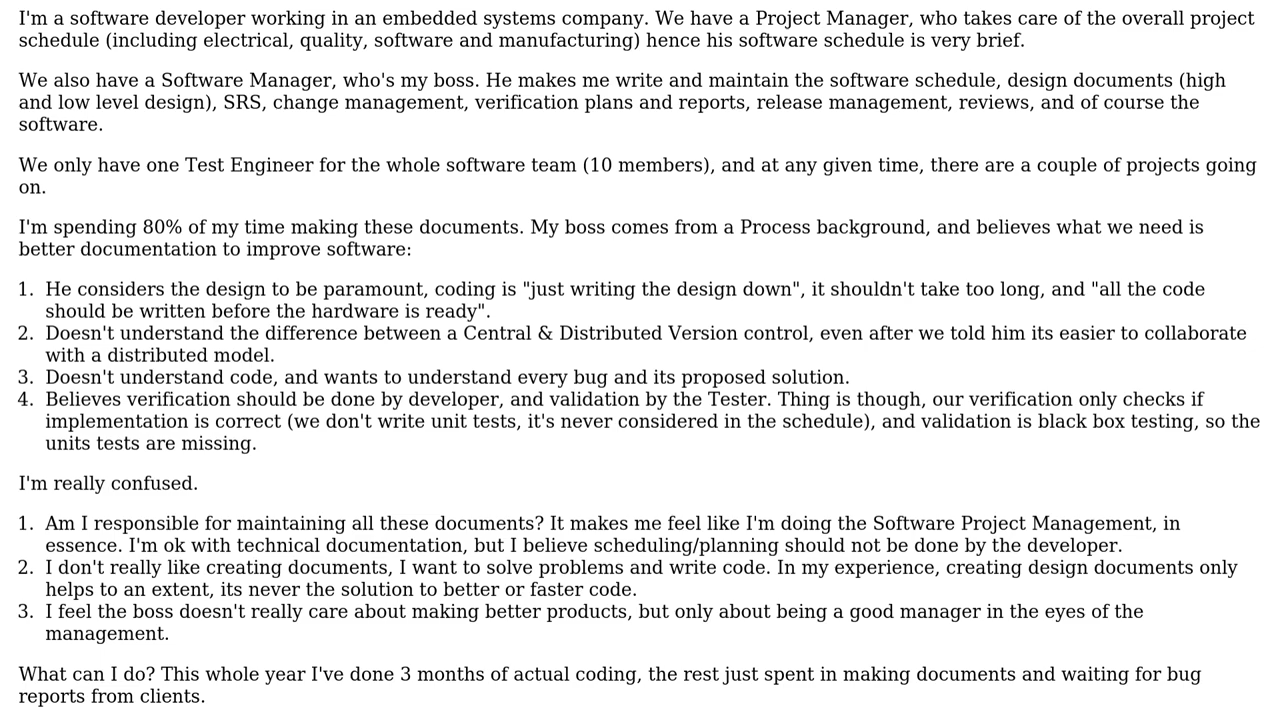 I'm a software developer working in an embedded systems company. We have a Project Manager, who takes care of the overall project
schedule (including electrical, quality, software and manufacturing) hence his software schedule is very brief.
We also have a Software Manager, who's my boss. He makes me write and maintain the software schedule, design documents (high
and low level design), SRS, change management, verification plans and reports, release management, reviews, and of course the
software.
We only have one Test Engineer for the whole software team (10 members), and at any given time, there are a couple of projects going
on.
I'm spending 80% of my time making these documents. My boss comes from a Process background, and believes what we need is
better documentation to improve software:
1. He considers the design to be paramount, coding is "just writing the design down", it shouldn't take too long, and "all the code
should be written before the hardware is ready".
2. Doesn't understand the difference between a Central & Distributed Version control, even after we told him its easier to collaborate
with a distributed model.
3. Doesn't understand code, and wants to understand every bug and its proposed solution.
4. Believes verification should be done by developer, and validation by the Tester. Thing is though, our verification only checks if
implementation is correct (we don't write unit tests, it's never considered in the schedule), and validation is black box testing, so the
units tests are missing.
I'm really confused.
1. Am I responsible for maintaining all these documents? It makes me feel like I'm doing the Software Project Management, in
essence. I'm ok with technical documentation, but I believe scheduling/planning should not be done by the developer.
2. I don't really like creating documents, I want to solve problems and write code. In my experience, creating design documents only
helps to an extent, its never the solution to better or faster code.
3. I feel the boss doesn't really care about making better products, but only about being a good manager in the eyes of the
management.
What can I do? This whole year I've done 3 months of actual coding, the rest just spent in making documents and waiting for bug
reports from clients.